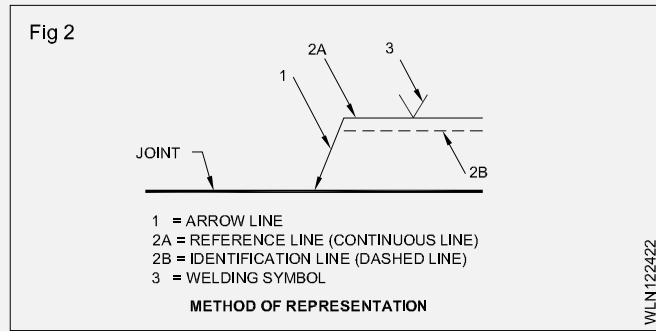 Fig 2
2A
3
1
JOINT
2B
1 = ARROW LINE
2A = REFERENCE LINE (CONTINUOUS LINE)
2B = IDENTIFICATION LINE (DASHED LINE)
3 = WELDING SYMBOL
METHOD OF REPRESENTATION
WLN122422